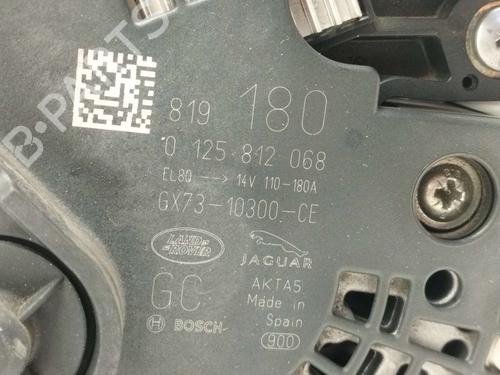 819 180
0 125 812 068
EL80 ---> 14V 110-180A
GX73-10300-CE
LAND ROVER
JAGUAR
GC
AKTA5
Made in
Spain
BOSCH
900
B-PARTS